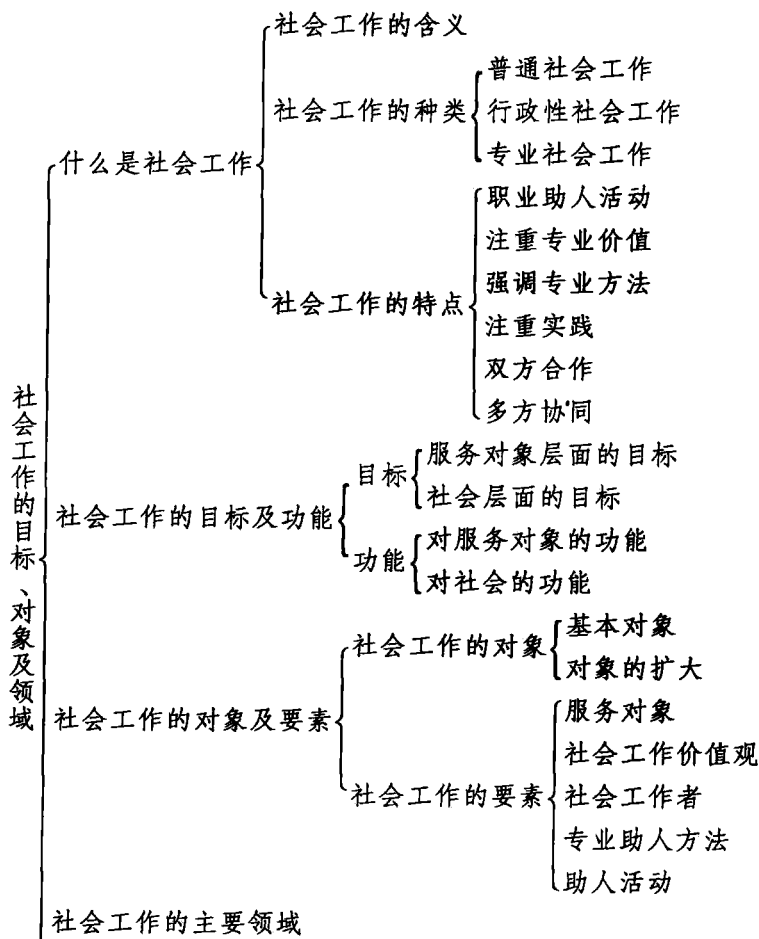 社会工作的目标、对象及领域
什么是社会工作
社会工作的含义
社会工作的种类
普通社会工作
行政性社会工作
专业社会工作
社会工作的特点
职业助人活动
注重专业价值
强调专业方法
注重实践
双方合作
多方协同
社会工作的目标及功能
目标
服务对象层面的目标
社会层面的目标
功能
对服务对象的功能
对社会的功能
社会工作的对象及要素
社会工作的对象
基本对象
对象的扩大
社会工作的要素
服务对象
社会工作价值观
社会工作者
专业助人方法
助人活动
社会工作的主要领域